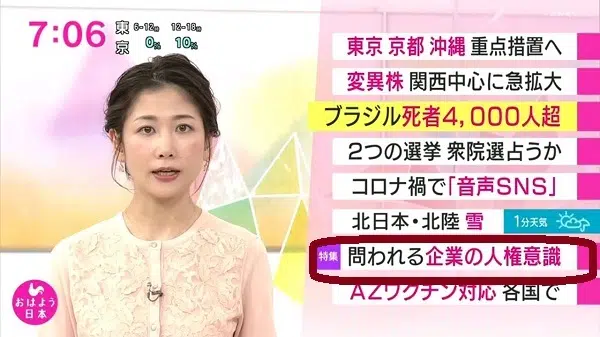 7:06
東京
6-12時 12-18時
0% 10%
東京 京都 沖縄 重点措置へ
変異株 関西中心に急拡大
ブラジル死者4,000人超
2つの選挙 衆院選占うか
コロナ禍で「音声SNS」
北日本・北陸 雪 1分天気
特集 問われる企業の人権意識
AZワクチン対応 各国で
おはよう
日本